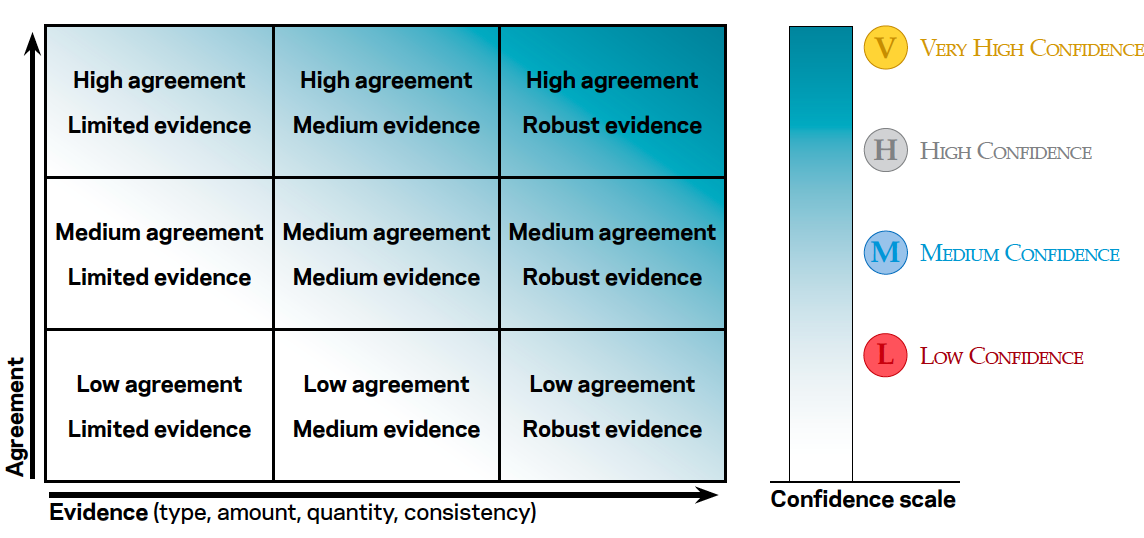 High agreement
Limited evidence
High agreement
Medium evidence
High agreement
Robust evidence
Medium agreement
Limited evidence
Medium agreement
Medium evidence
Medium agreement
Robust evidence
Low agreement
Limited evidence
Low agreement
Medium evidence
Low agreement
Robust evidence
Agreement
Evidence (type, amount, quantity, consistency)
V VERY HIGH CONFIDENCE
H HIGH CONFIDENCE
M MEDIUM CONFIDENCE
L LOW CONFIDENCE
Confidence scale